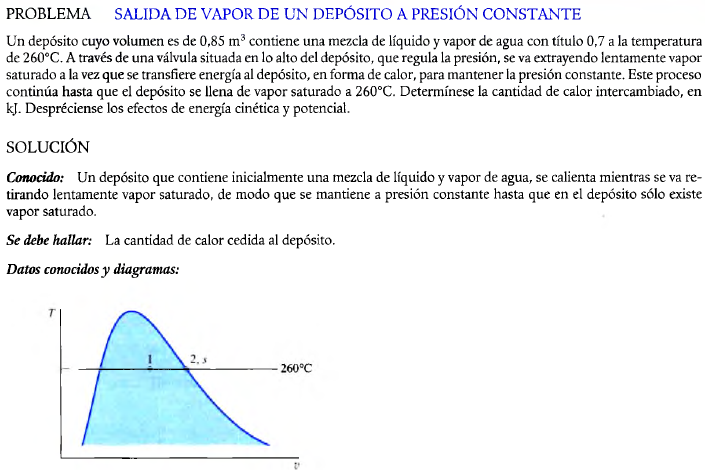 PROBLEMA SALIDA DE VAPOR DE UN DEPÓSITO A PRESIÓN CONSTANTE
Un depósito cuyo volumen es de 0,85 m³ contiene una mezcla de líquido y vapor de agua con título 0,7 a la temperatura
de 260°C. A través de una válvula situada en lo alto del depósito, que regula la presión, se va extrayendo lentamente vapor
saturado a la vez que se transfiere energía al depósito, en forma de calor, para mantener la presión constante. Este proceso
continúa hasta que el depósito se llena de vapor saturado a 260°C. Determínese la cantidad de calor intercambiado, en
kJ. Despréciense los efectos de energía cinética y potencial.
SOLUCIÓN
Conocido: Un depósito que contiene inicialmente una mezcla de líquido y vapor de agua, se calienta mientras se va re-
tirando lentamente vapor saturado, de modo que se mantiene a presión constante hasta que en el depósito sólo existe
vapor saturado.
Se debe hallar: La cantidad de calor cedida al depósito.
Datos conocidos y diagramas:
T
1 2, s
260°C
v